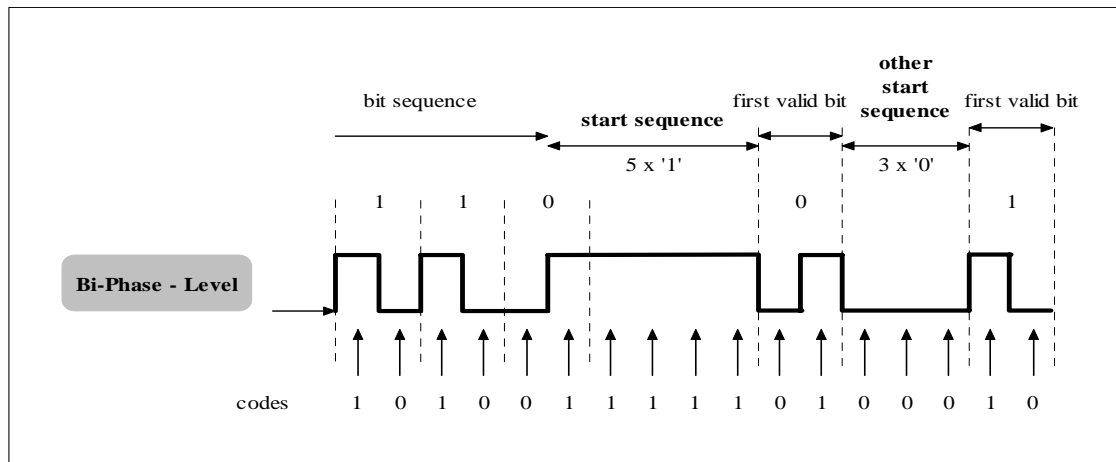 other
start
sequence
bit sequence
first valid bit
first valid bit
start sequence
5 x '1'
3 x '0'
1 1 0 0 1
Bi-Phase - Level
codes 1 0 1 0 0 1 1 1 1 1 0 1 0 0 0 1 0